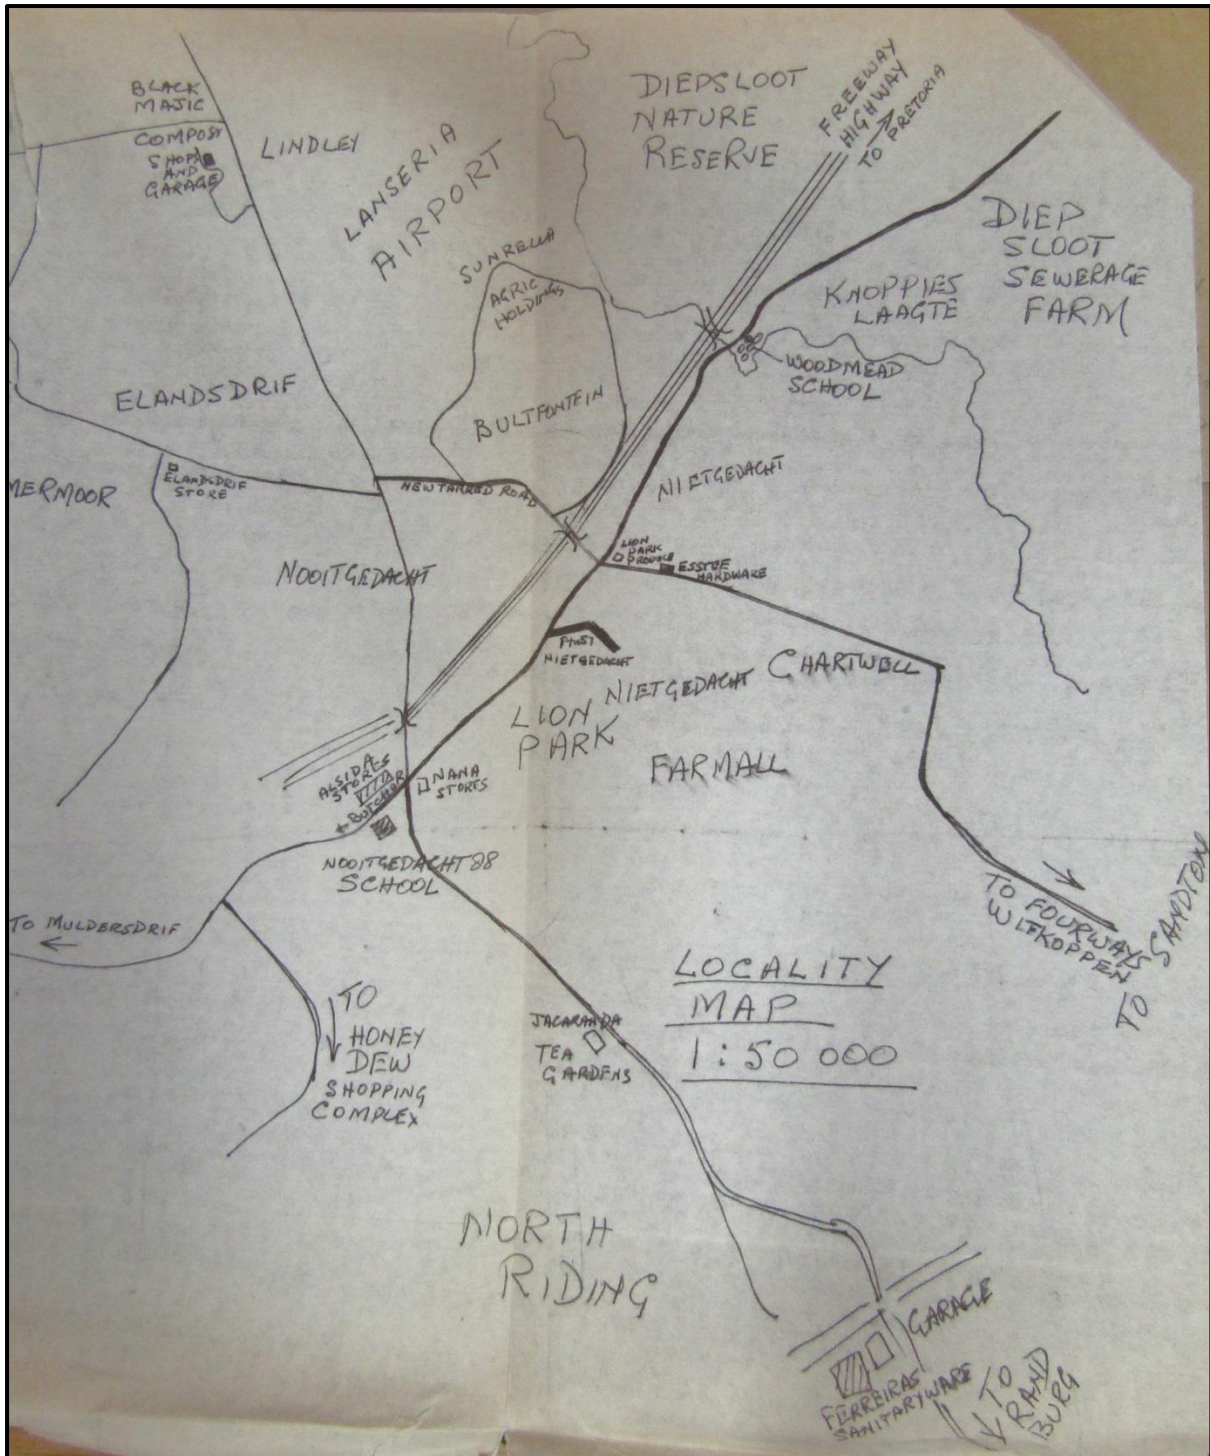 BLACK
MAJIC
COMPOST
SHOP
AND
GARAGE
LINDLEY
LANSERIA
AIRPORT
DIEPSLOOT
NATURE
RESERVE
FREEWAY
HIGHWAY
TO PRETORIA
DIEP
SLOOT
SEWERAGE
FARM
KNOPPIES
LAAGTE
SUNRELLA
AGRIC
HOLDINGS
WOODMEAD
SCHOOL
ELANDSDRIF
BULTFONTEIN
MERMOOR
ELANDSDRIF
STORE
NEW TARRED ROAD
NIETGEDACHT
LION
PARK
PRODUCE
HARDWARE
NOOITGEDACHT
NIETGEDACHT
NIETGEDACHT
CHARTWELL
LION
PARK
FARMALL
ALSIDA
STORES
+ BUTCHER
NANA
STORES
NOOITGEDACHT 88
SCHOOL
TO MULDERSDRIF
TO FOURWAYS
WITKOPPEN
TO SANDTON
LOCALITY
MAP
1:50 000
TO
HONEY
DEW
SHOPPING
COMPLEX
JACARANDA
TEA
GARDENS
NORTH
RIDING
GARAGE
FERREIRAS
SANITARYWARE
TO
RAND
BURG